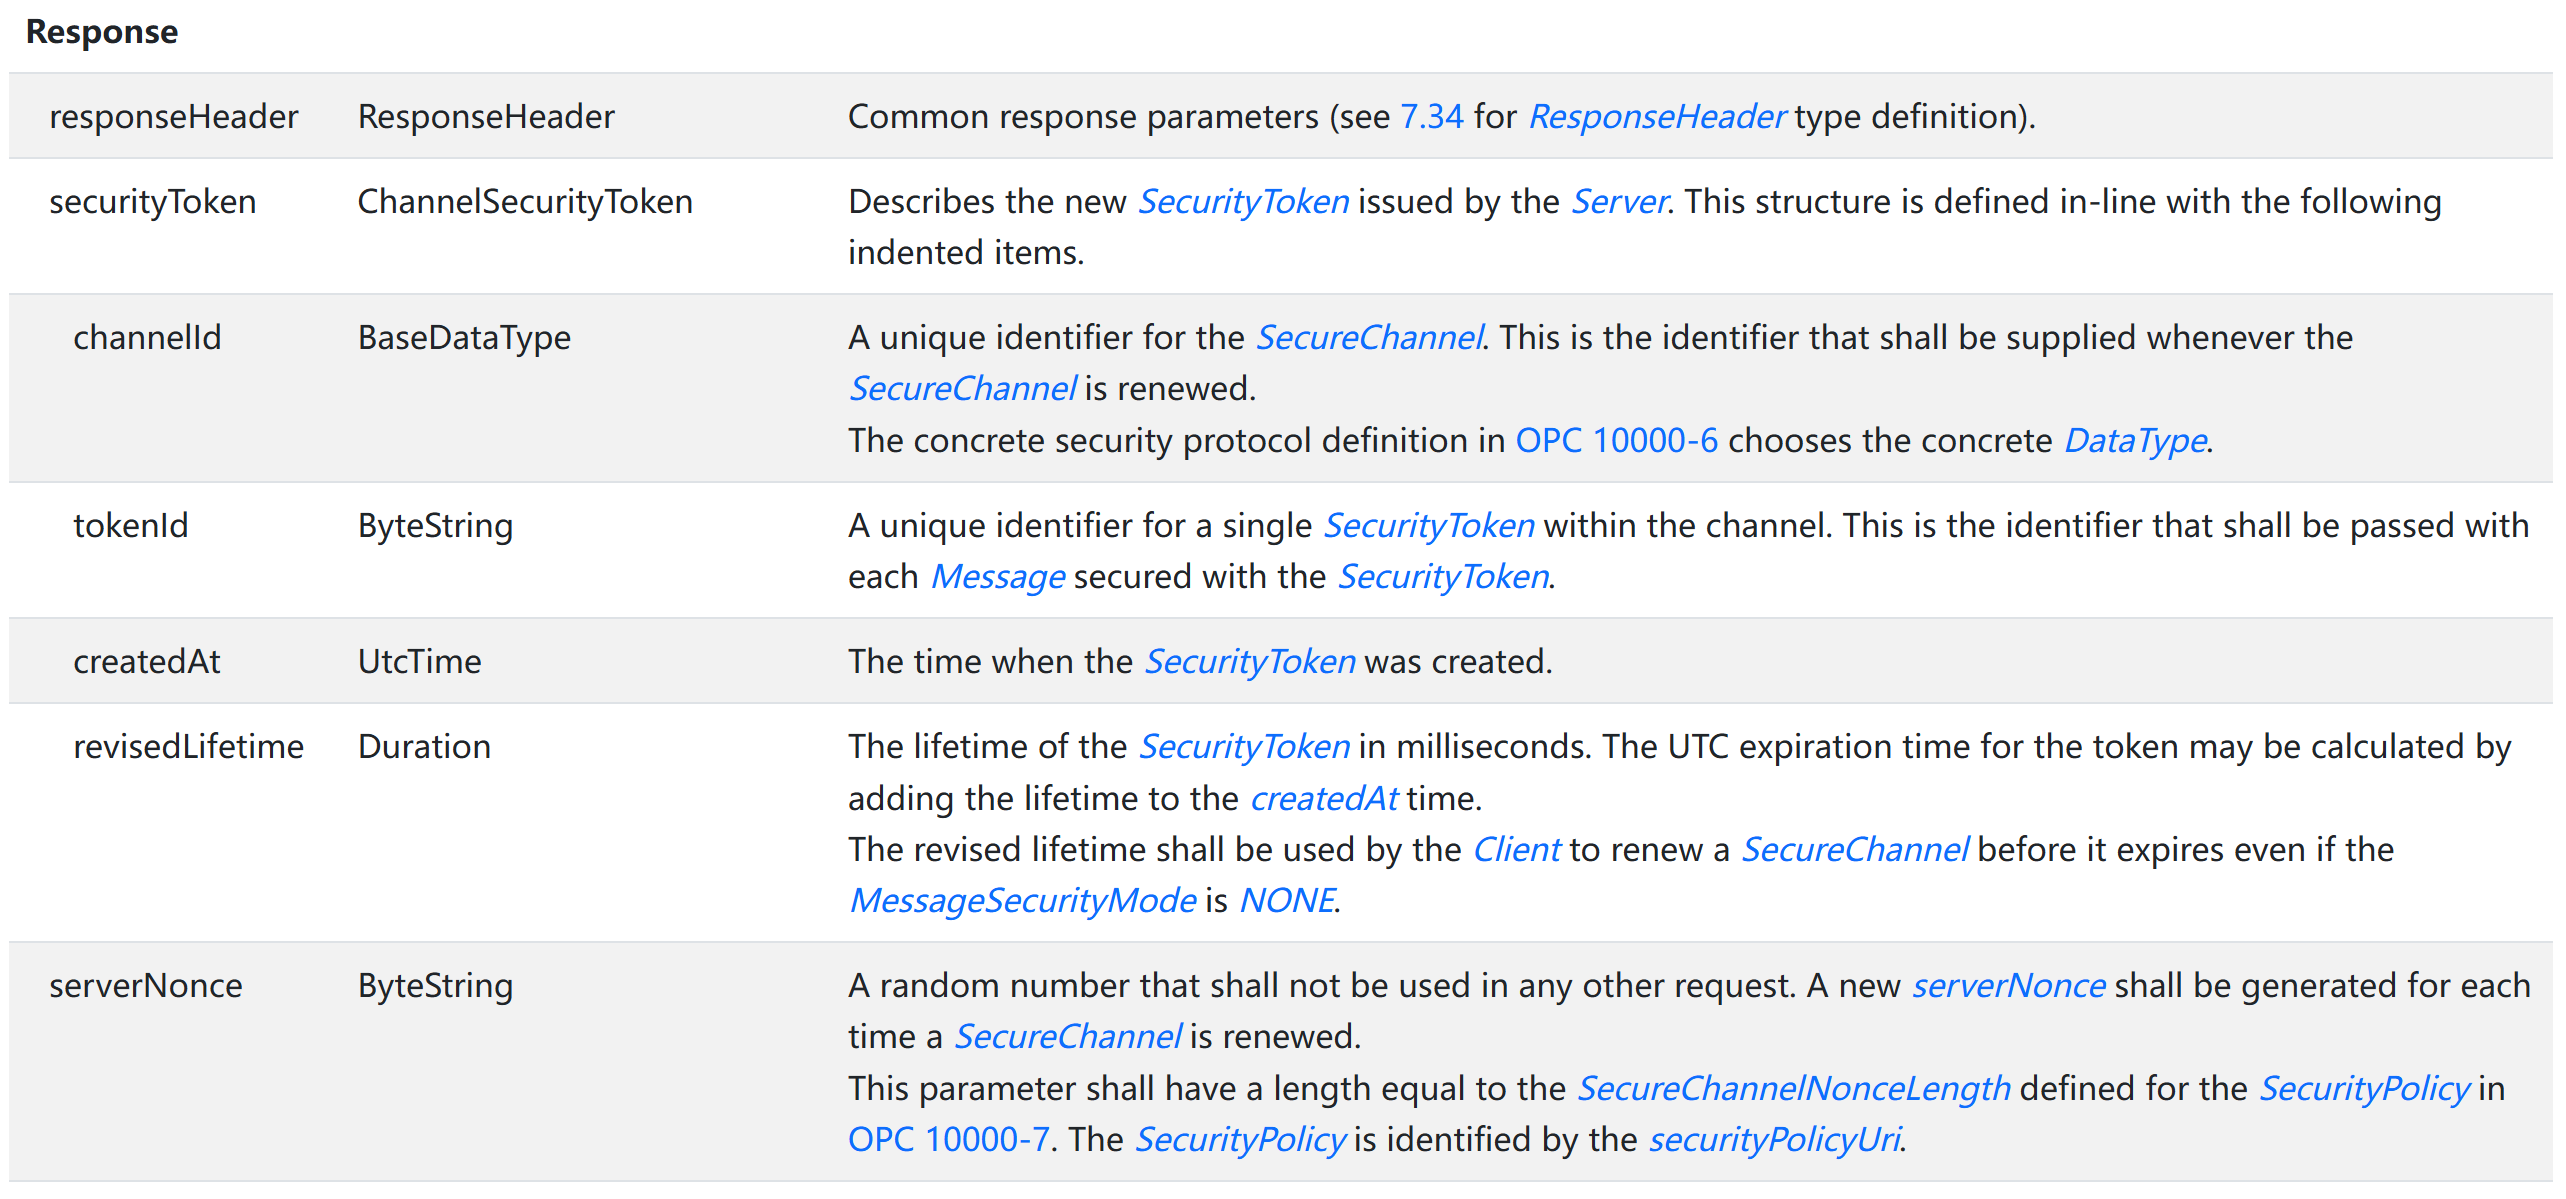 Response
responseHeader ResponseHeader Common response parameters (see 7.34 for ResponseHeader type definition).
securityToken ChannelSecurityToken Describes the new SecurityToken issued by the Server. This structure is defined in-line with the following
indented items.
channelId BaseDataType A unique identifier for the SecureChannel. This is the identifier that shall be supplied whenever the
SecureChannel is renewed.
The concrete security protocol definition in OPC 10000-6 chooses the concrete DataType.
tokenId ByteString A unique identifier for a single SecurityToken within the channel. This is the identifier that shall be passed with
each Message secured with the SecurityToken.
createdAt UtcTime The time when the SecurityToken was created.
revisedLifetime Duration The lifetime of the SecurityToken in milliseconds. The UTC expiration time for the token may be calculated by
adding the lifetime to the createdAt time.
The revised lifetime shall be used by the Client to renew a SecureChannel before it expires even if the
MessageSecurityMode is NONE.
serverNonce ByteString A random number that shall not be used in any other request. A new serverNonce shall be generated for each
time a SecureChannel is renewed.
This parameter shall have a length equal to the SecureChannelNonceLength defined for the SecurityPolicy in
OPC 10000-7. The SecurityPolicy is identified by the securityPolicyUri.